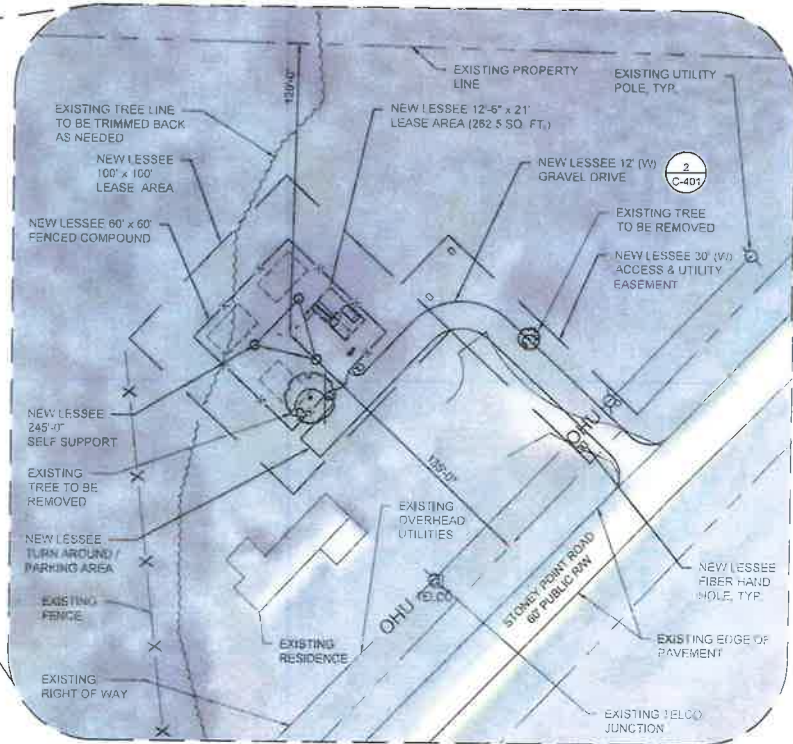 EXISTING PROPERTY
LINE
EXISTING UTILITY
POLE, TYP.
120'-0"
EXISTING TREE LINE
TO BE TRIMMED BACK
AS NEEDED
NEW LESSEE 12'-6" x 21'
LEASE AREA (262.5 SQ. FT.)
NEW LESSEE
100' x 100'
LEASE AREA
NEW LESSEE 12' (W)
GRAVEL DRIVE
2
C-401
NEW LESSEE 60' x 60'
FENCED COMPOUND
EXISTING TREE
TO BE REMOVED
NEW LESSEE 30' (W)
ACCESS & UTILITY
EASEMENT
NEW LESSEE
245'-0"
SELF SUPPORT
OHU
EXISTING
TREE TO BE
REMOVED
135'-0"
EXISTING
OVERHEAD
UTILITIES
NEW LESSEE
TURN AROUND /
PARKING AREA
NEW LESSEE
FIBER HAND
HOLE, TYP.
STONEY POINT ROAD
60' PUBLIC R/W
TELCO
OHU
EXISTING
FENCE
EXISTING
RESIDENCE
EXISTING EDGE OF
PAVEMENT
EXISTING
RIGHT OF WAY
EXISTING TELCO
JUNCTION